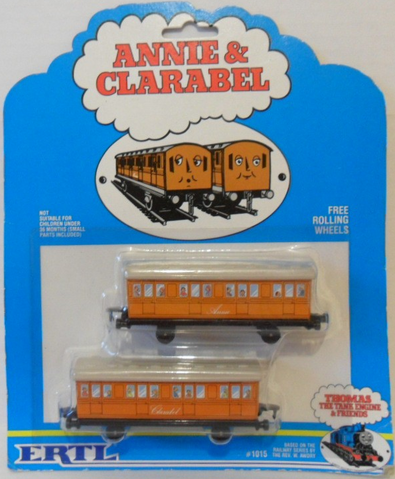 ANNIE &
CLARABEL
NOT
SUITABLE FOR
CHILDREN UNDER
36 MONTHS (SMALL
PARTS INCLUDED)
FREE
ROLLING
WHEELS
Annie
Clarabel
THOMAS
THE TANK ENGINE
& FRIENDS
ERTL
#1015
BASED ON THE
RAILWAY SERIES BY
THE REV. W. AWDRY